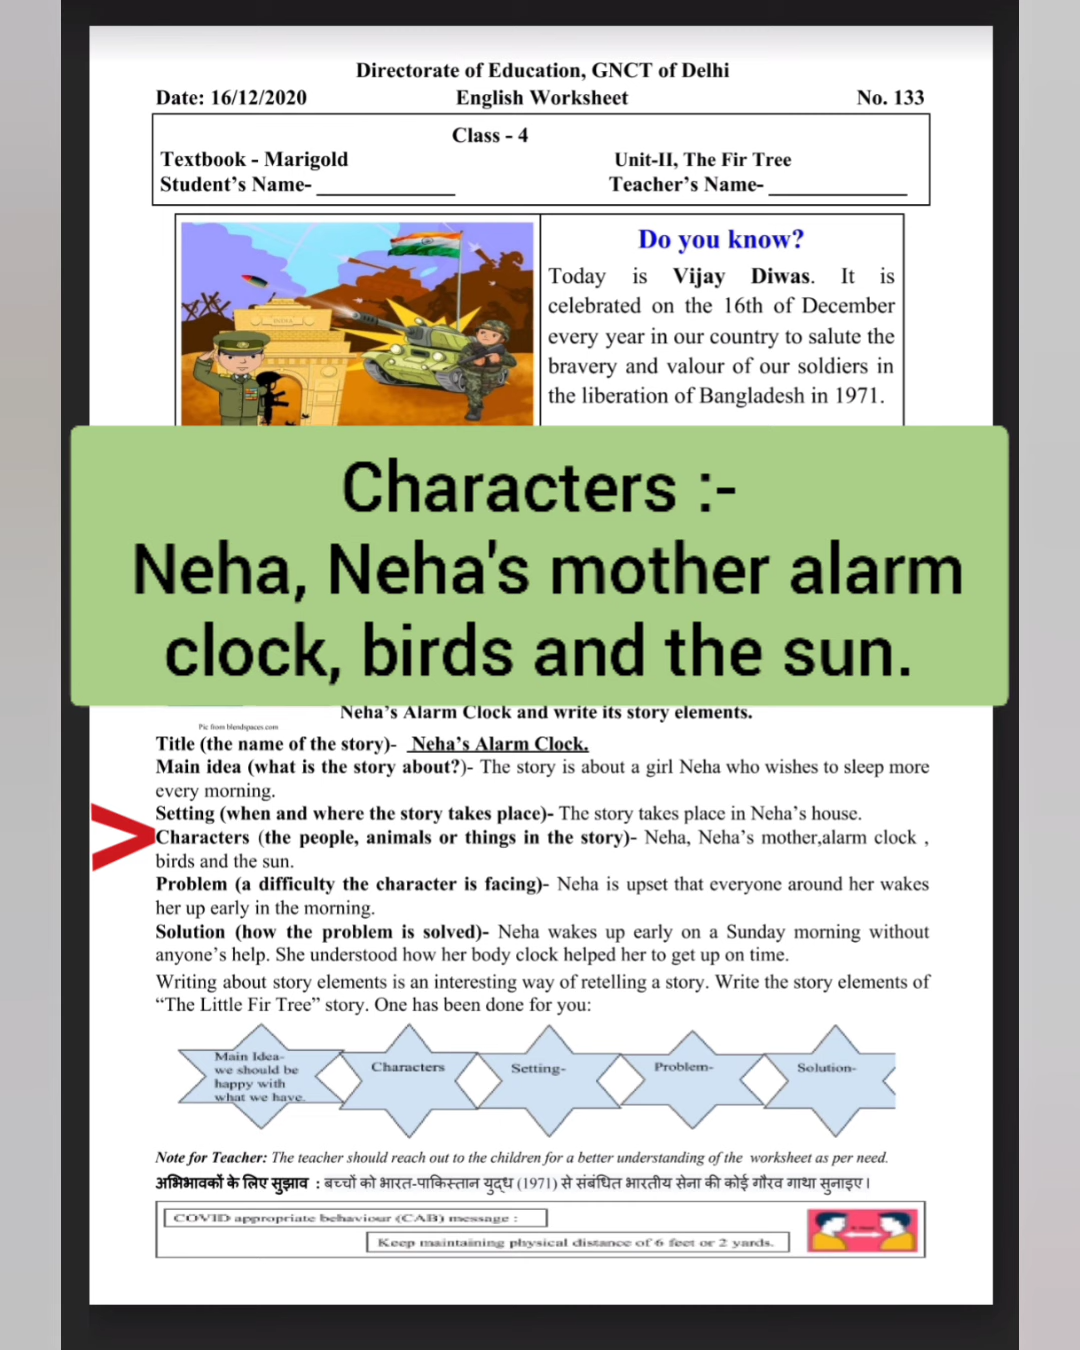 Directorate of Education, GNCT of Delhi
Date: 16/12/2020 English Worksheet No. 133
Class - 4
Textbook - Marigold Unit-II, The Fir Tree
Student's Name- ______________ Teacher's Name- ______________
Do you know?
Today is Vijay Diwas. It is
celebrated on the 16th of December
every year in our country to salute the
bravery and valour of our soldiers in
the liberation of Bangladesh in 1971.
Characters :-
Neha, Neha's mother alarm
clock, birds and the sun.
Neha's Alarm Clock and write its story elements.
Pic from blendspaces.com
Title (the name of the story)- Neha's Alarm Clock.
Main idea (what is the story about?)- The story is about a girl Neha who wishes to sleep more
every morning.
Setting (when and where the story takes place)- The story takes place in Neha's house.
Characters (the people, animals or things in the story)- Neha, Neha's mother,alarm clock ,
birds and the sun.
Problem (a difficulty the character is facing)- Neha is upset that everyone around her wakes
her up early in the morning.
Solution (how the problem is solved)- Neha wakes up early on a Sunday morning without
anyone's help. She understood how her body clock helped her to get up on time.
Writing about story elements is an interesting way of retelling a story. Write the story elements of
"The Little Fir Tree" story. One has been done for you:
Main Idea-
we should be
happy with
what we have.
Characters
Setting-
Problem-
Solution-
Note for Teacher: The teacher should reach out to the children for a better understanding of the worksheet as per need.
अभिभावकों के लिए सुझाव : बच्चों को भारत-पाकिस्तान युद्ध (1971) से संबंधित भारतीय सेना की कोई गौरव गाथा सुनाइए।
COVID appropriate behaviour (CAB) message :
Keep maintaining physical distance of 6 feet or 2 yards.